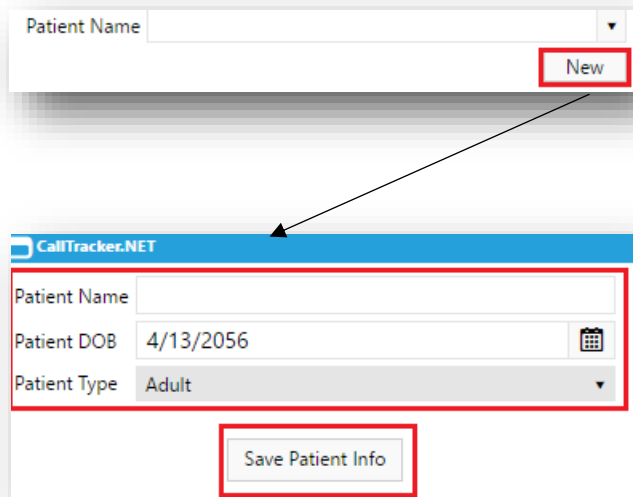 Patient Name
New
CallTracker.NET
Patient Name
Patient DOB 4/13/2056
Patient Type Adult
Save Patient Info